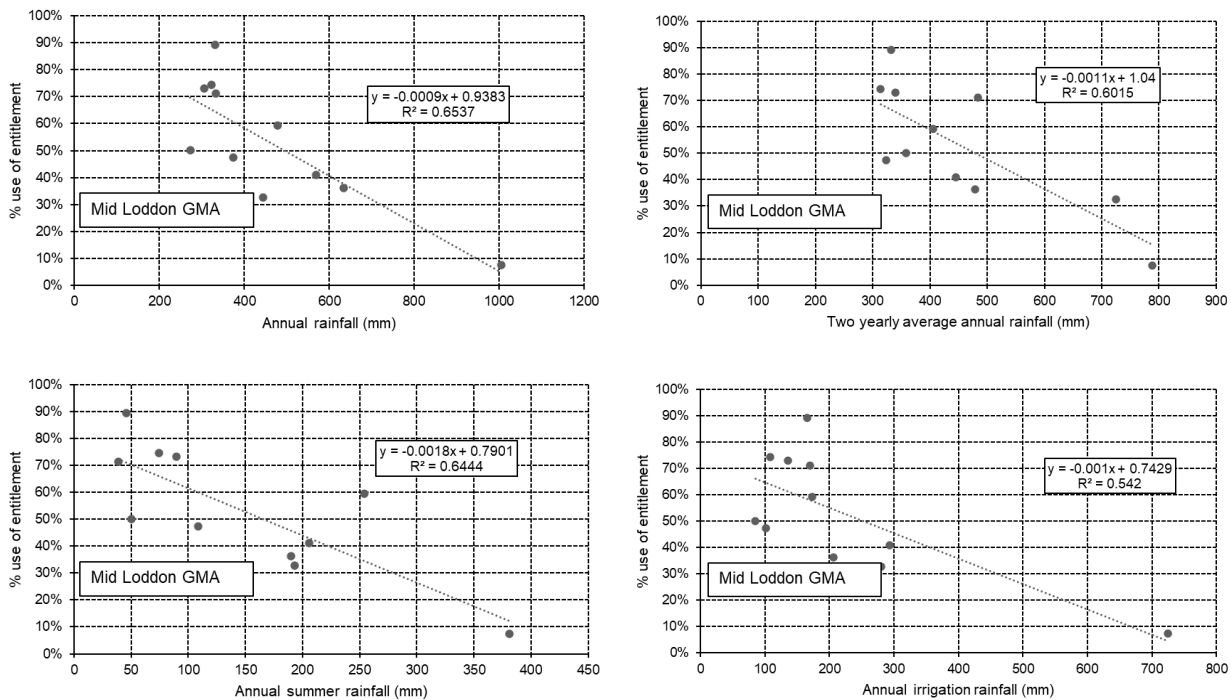 100%
90%
80%
70%
60%
50%
40%
30%
20%
10%
0%
% use of entitlement
y = -0.0009x + 0.9383
R² = 0.6537
Mid Loddon GMA
0 200 400 600 800 1000 1200
Annual rainfall (mm)
100%
90%
80%
70%
60%
50%
40%
30%
20%
10%
0%
% use of entitlement
y = -0.0011x + 1.04
R² = 0.6015
Mid Loddon GMA
0 100 200 300 400 500 600 700 800 900
Two yearly average annual rainfall (mm)
100%
90%
80%
70%
60%
50%
40%
30%
20%
10%
0%
% use of entitlement
y = -0.0018x + 0.7901
R² = 0.6444
Mid Loddon GMA
0 50 100 150 200 250 300 350 400 450
Annual summer rainfall (mm)
100%
90%
80%
70%
60%
50%
40%
30%
20%
10%
0%
% use of entitlement
y = -0.001x + 0.7429
R² = 0.542
Mid Loddon GMA
0 100 200 300 400 500 600 700 800
Annual irrigation rainfall (mm)